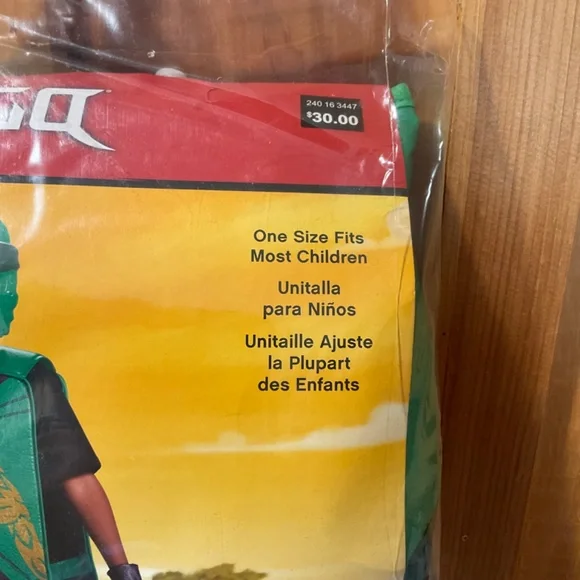 240 16 3447
$30.00
One Size Fits
Most Children
Unitalla
para Niños
Unitaille Ajuste
la Plupart
des Enfants